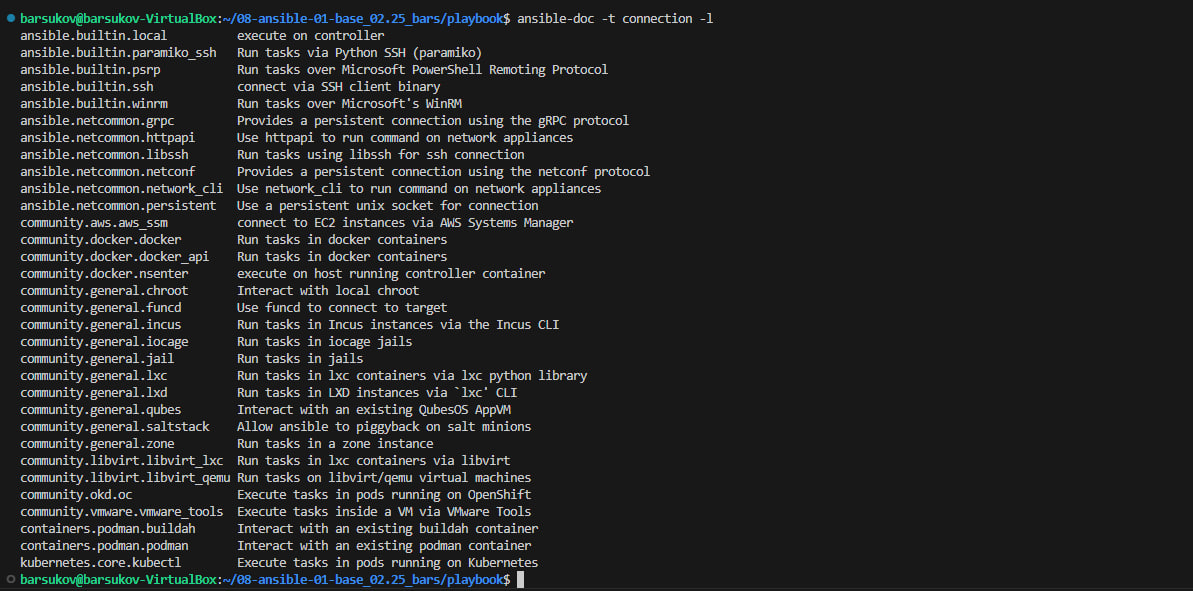 barsukov@barsukov-VirtualBox:~/08-ansible-01-base_02.25_bars/playbook$ ansible-doc -t connection -l
ansible.builtin.local          execute on controller
ansible.builtin.paramiko_ssh   Run tasks via Python SSH (paramiko)
ansible.builtin.psrp           Run tasks over Microsoft PowerShell Remoting Protocol
ansible.builtin.ssh            connect via SSH client binary
ansible.builtin.winrm          Run tasks over Microsoft's WinRM
ansible.netcommon.grpc         Provides a persistent connection using the gRPC protocol
ansible.netcommon.httpapi      Use httpapi to run command on network appliances
ansible.netcommon.libssh       Run tasks using libssh for ssh connection
ansible.netcommon.netconf      Provides a persistent connection using the netconf protocol
ansible.netcommon.network_cli  Use network_cli to run command on network appliances
ansible.netcommon.persistent   Use a persistent unix socket for connection
community.aws.aws_ssm          connect to EC2 instances via AWS Systems Manager
community.docker.docker        Run tasks in docker containers
community.docker.docker_api    Run tasks in docker containers
community.docker.nsenter       execute on host running controller container
community.general.chroot       Interact with local chroot
community.general.funcd        Use funcd to connect to target
community.general.incus        Run tasks in Incus instances via the Incus CLI
community.general.iocage       Run tasks in iocage jails
community.general.jail         Run tasks in jails
community.general.lxc          Run tasks in lxc containers via lxc python library
community.general.lxd          Run tasks in LXD instances via `lxc' CLI
community.general.qubes        Interact with an existing QubesOS AppVM
community.general.saltstack    Allow ansible to piggyback on salt minions
community.general.zone         Run tasks in a zone instance
community.libvirt.libvirt_lxc  Run tasks in lxc containers via libvirt
community.libvirt.libvirt_qemu Run tasks on libvirt/qemu virtual machines
community.okd.oc               Execute tasks in pods running on OpenShift
community.vmware.vmware_tools  Execute tasks inside a VM via VMware Tools
containers.podman.buildah      Interact with an existing buildah container
containers.podman.podman       Interact with an existing podman container
kubernetes.core.kubectl        Execute tasks in pods running on Kubernetes
barsukov@barsukov-VirtualBox:~/08-ansible-01-base_02.25_bars/playbook$